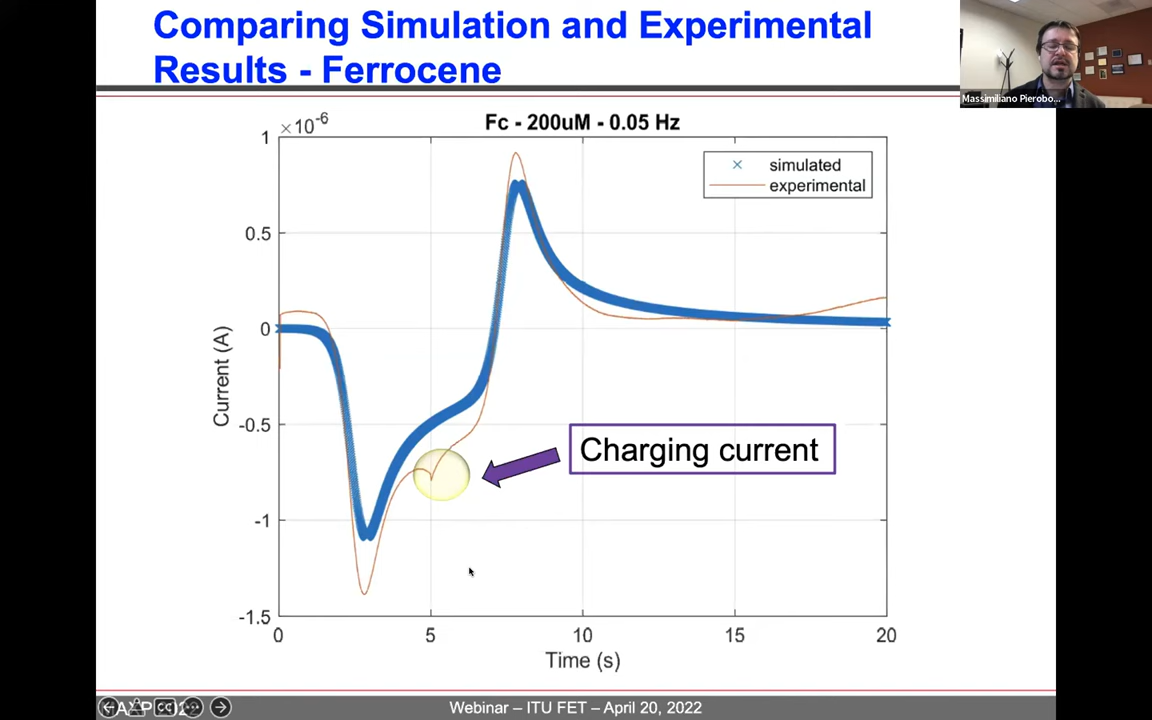 Comparing Simulation and Experimental
Results - Ferrocene
Massimiliano Pierobo...
Fc - 200uM - 0.05 Hz
×10-6
1
0.5
0
-0.5
-1
-1.5
Current (A)
simulated
experimental
Charging current
0
5
10
15
20
Time (s)
Webinar – ITU FET – April 20, 2022